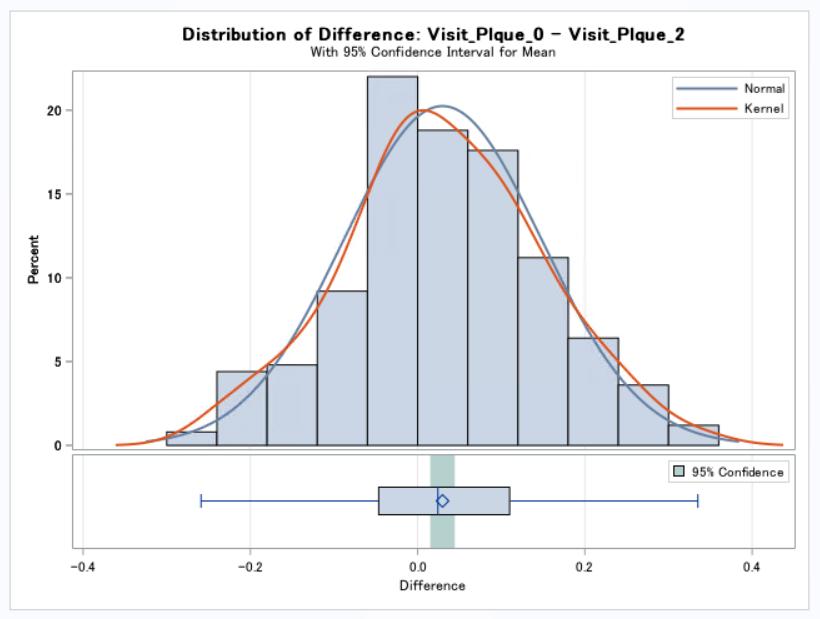 Distribution of Difference: Visit_Plque_0 – Visit_Plque_2
With 95% Confidence Interval for Mean
Normal
Kernel
20
15
10
5
0
Percent
95% Confidence
−0.4
−0.2
0.0
0.2
0.4
Difference